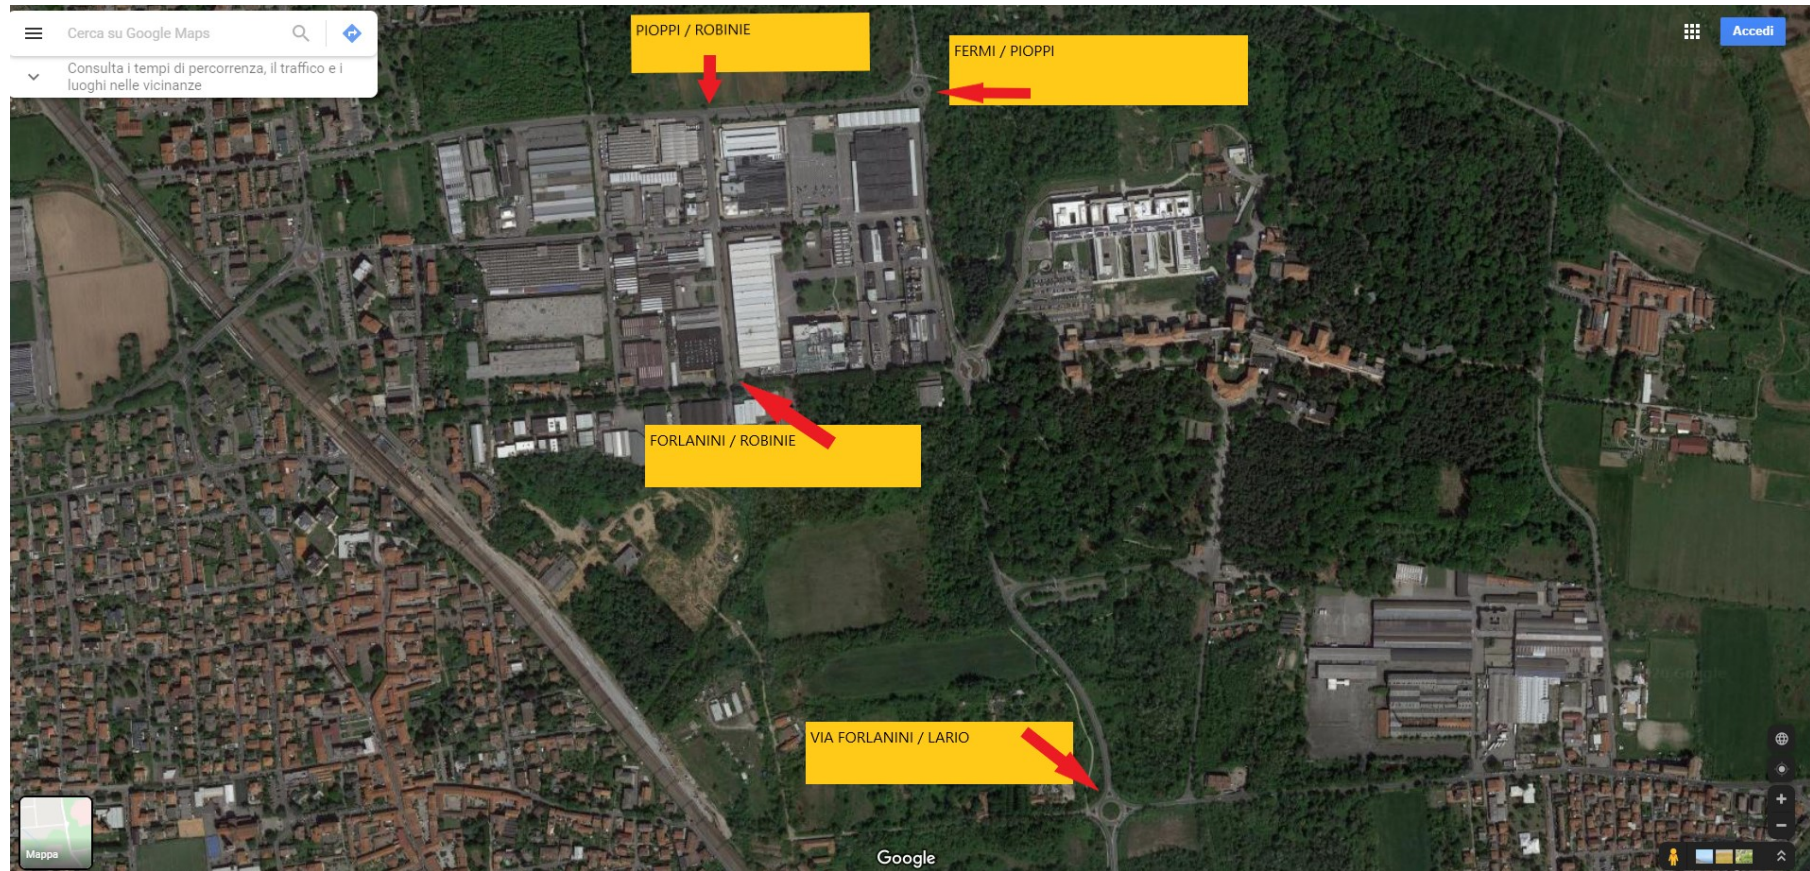 Cerca su Google Maps
Consulta i tempi di percorrenza, il traffico e i
luoghi nelle vicinanze
PIOPPI / ROBINIE
FERMI / PIOPPI
Accedi
FORLANINI / ROBINIE
VIA FORLANINI / LARIO
Mappa
Google